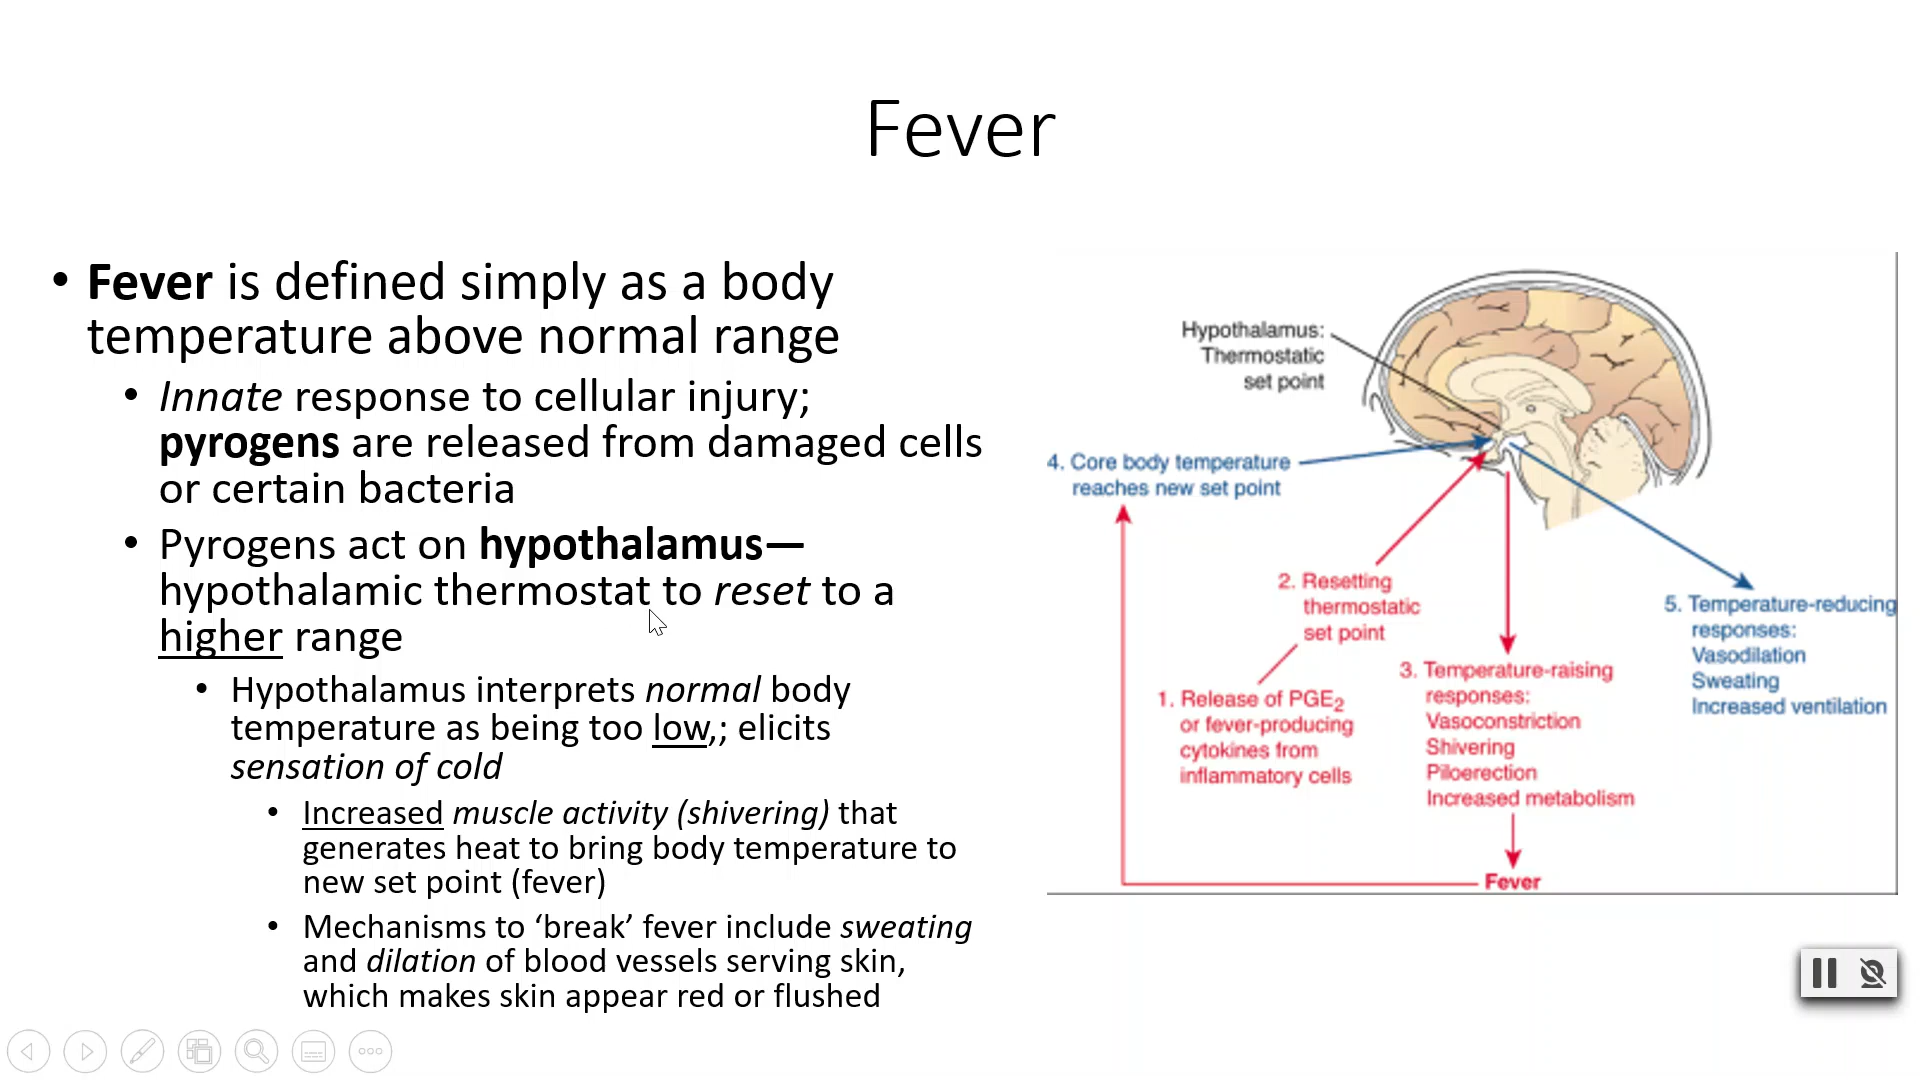 Fever
• Fever is defined simply as a body
temperature above normal range
• Innate response to cellular injury;
pyrogens are released from damaged cells
or certain bacteria
• Pyrogens act on hypothalamus—
hypothalamic thermostat to reset to a
higher range
• Hypothalamus interprets normal body
temperature as being too low,; elicits
sensation of cold
• Increased muscle activity (shivering) that
generates heat to bring body temperature to
new set point (fever)
• Mechanisms to ‘break’ fever include sweating
and dilation of blood vessels serving skin,
which makes skin appear red or flushed
Hypothalamus:
Thermostatic
set point
4. Core body temperature
reaches new set point
2. Resetting
thermostatic
set point
1. Release of PGE2
or fever-producing
cytokines from
inflammatory cells
3. Temperature-raising
responses:
Vasoconstriction
Shivering
Piloerection
Increased metabolism
Fever
5. Temperature-reducing
responses:
Vasodilation
Sweating
Increased ventilation